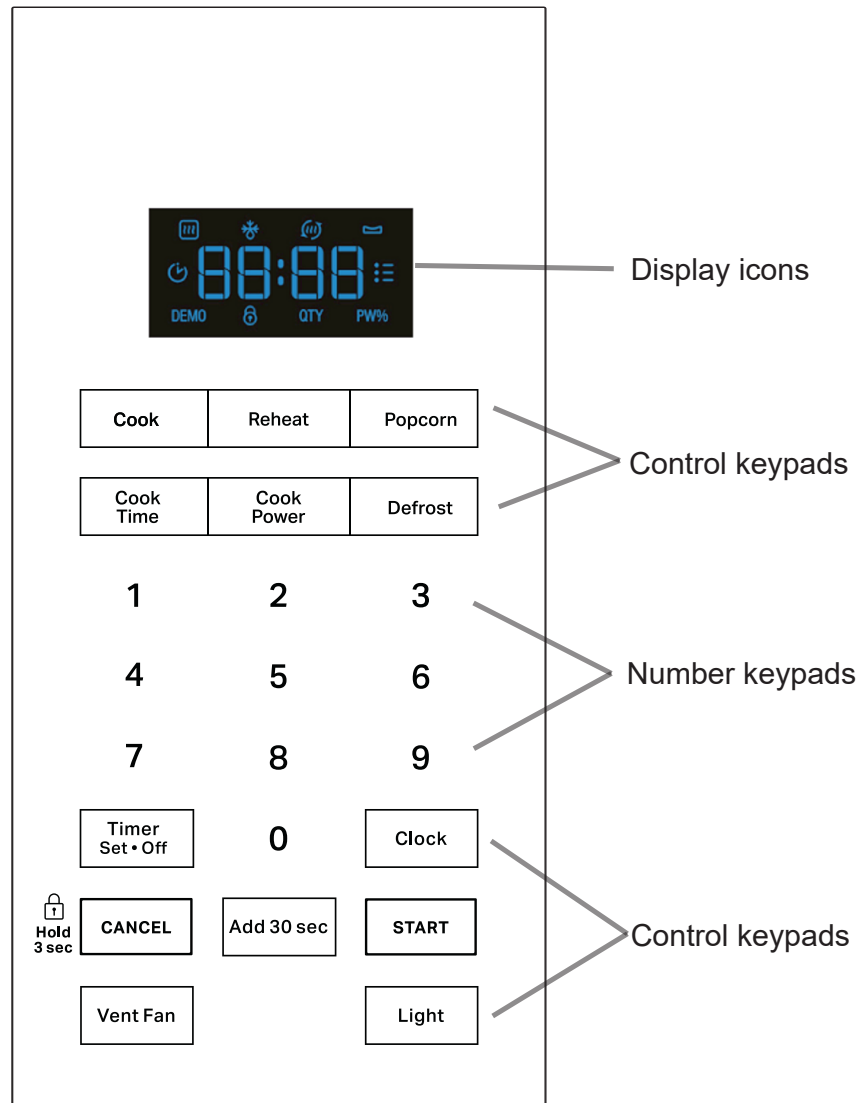 88:88
Display icons
DEMO QTY PW%
Cook Reheat Popcorn
Control keypads
Cook
Time
Cook
Power
Defrost
1 2 3
4 5 6
Number keypads
7 8 9
Timer
Set • Off
0
Clock
Hold
3 sec
CANCEL
Add 30 sec
START
Control keypads
Vent Fan
Light